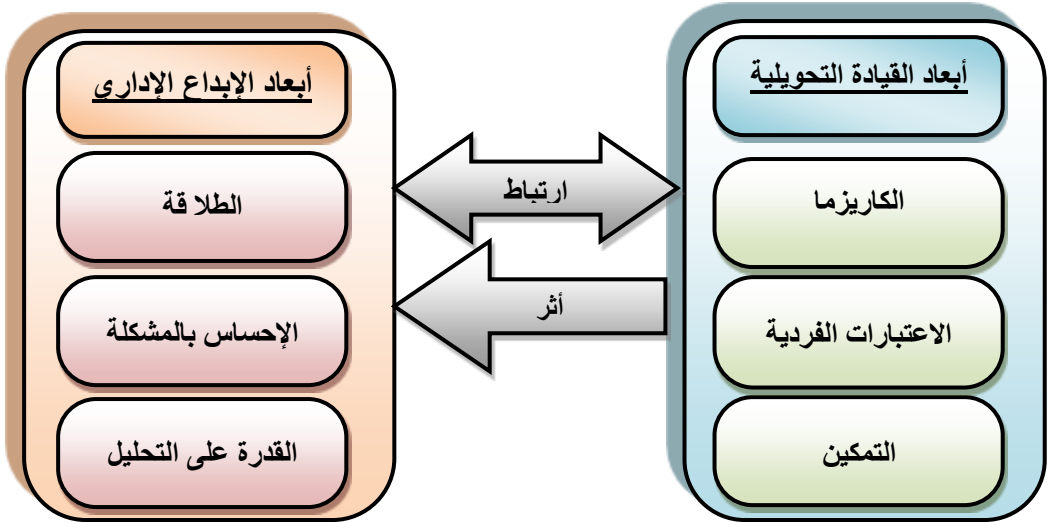 أبعاد القيادة التحويلية
الكاريزما
الاعتبارات الفردية
التمكين
ارتباط
أثر
أبعاد الإبداع الإداري
الطلاقة
الإحساس بالمشكلة
القدرة على التحليل